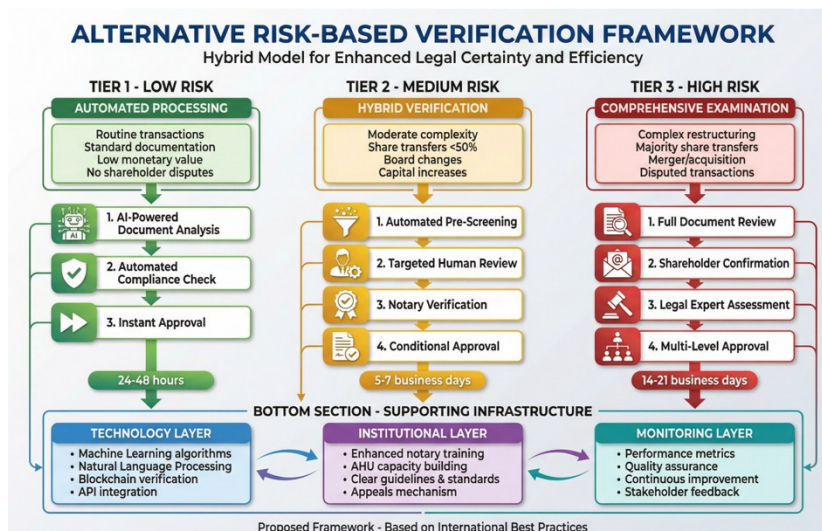 ALTERNATIVE RISK-BASED VERIFICATION FRAMEWORK
Hybrid Model for Enhanced Legal Certainty and Efficiency
TIER 1 - LOW RISK
AUTOMATED PROCESSING
Routine transactions
Standard documentation
Low monetary value
No shareholder disputes
AI
1. AI-Powered
Document Analysis
2. Automated
Compliance Check
3. Instant Approval
24-48 hours
TIER 2 - MEDIUM RISK
HYBRID VERIFICATION
Moderate complexity
Share transfers <50%
Board changes
Capital increases
1. Automated Pre-Screening
2. Targeted Human Review
3. Notary Verification
4. Conditional Approval
5-7 business days
TIER 3 - HIGH RISK
COMPREHENSIVE EXAMINATION
Complex restructuring
Majority share transfers
Merger/acquisition
Disputed transactions
1. Full Document Review
@
2. Shareholder Confirmation
3. Legal Expert Assessment
4. Multi-Level Approval
14-21 business days
BOTTOM SECTION - SUPPORTING INFRASTRUCTURE
TECHNOLOGY LAYER
• Machine Learning algorithms
• Natural Language Processing
• Blockchain verification
• API integration
INSTITUTIONAL LAYER
• Enhanced notary training
• AHU capacity building
• Clear guidelines & standards
• Appeals mechanism
MONITORING LAYER
• Performance metrics
• Quality assurance
• Continuous improvement
• Stakeholder feedback
Proposed Framework - Based on International Best Practices